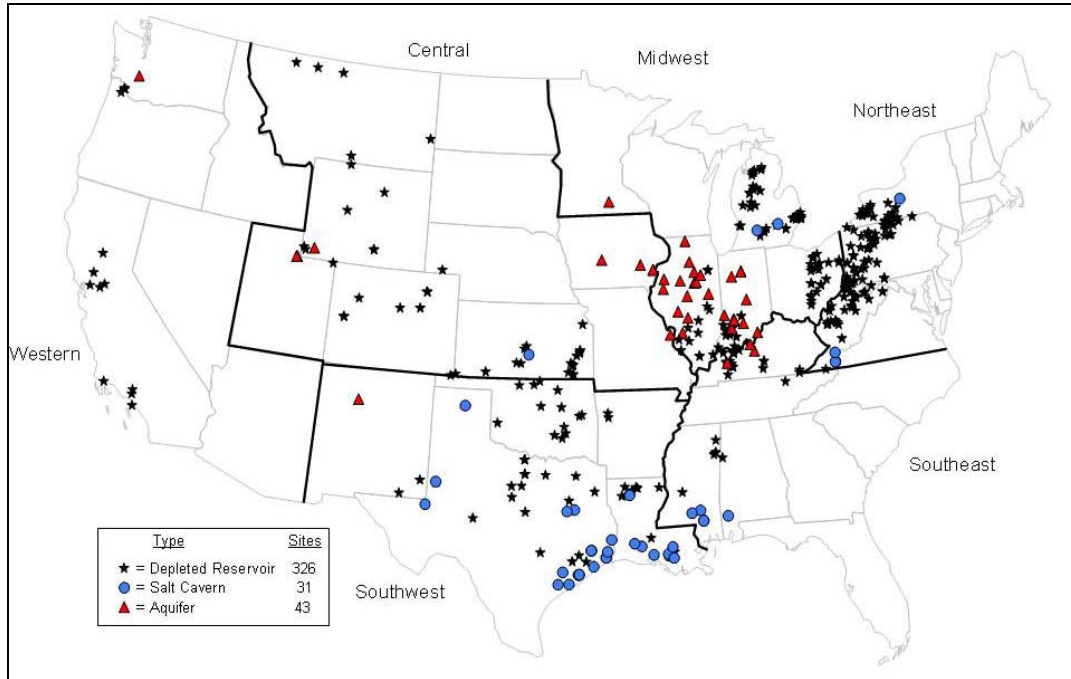 Central
Midwest
Northeast
Western
Southeast
Southwest
Type Sites
= Depleted Reservoir 326
= Salt Cavern 31
= Aquifer 43